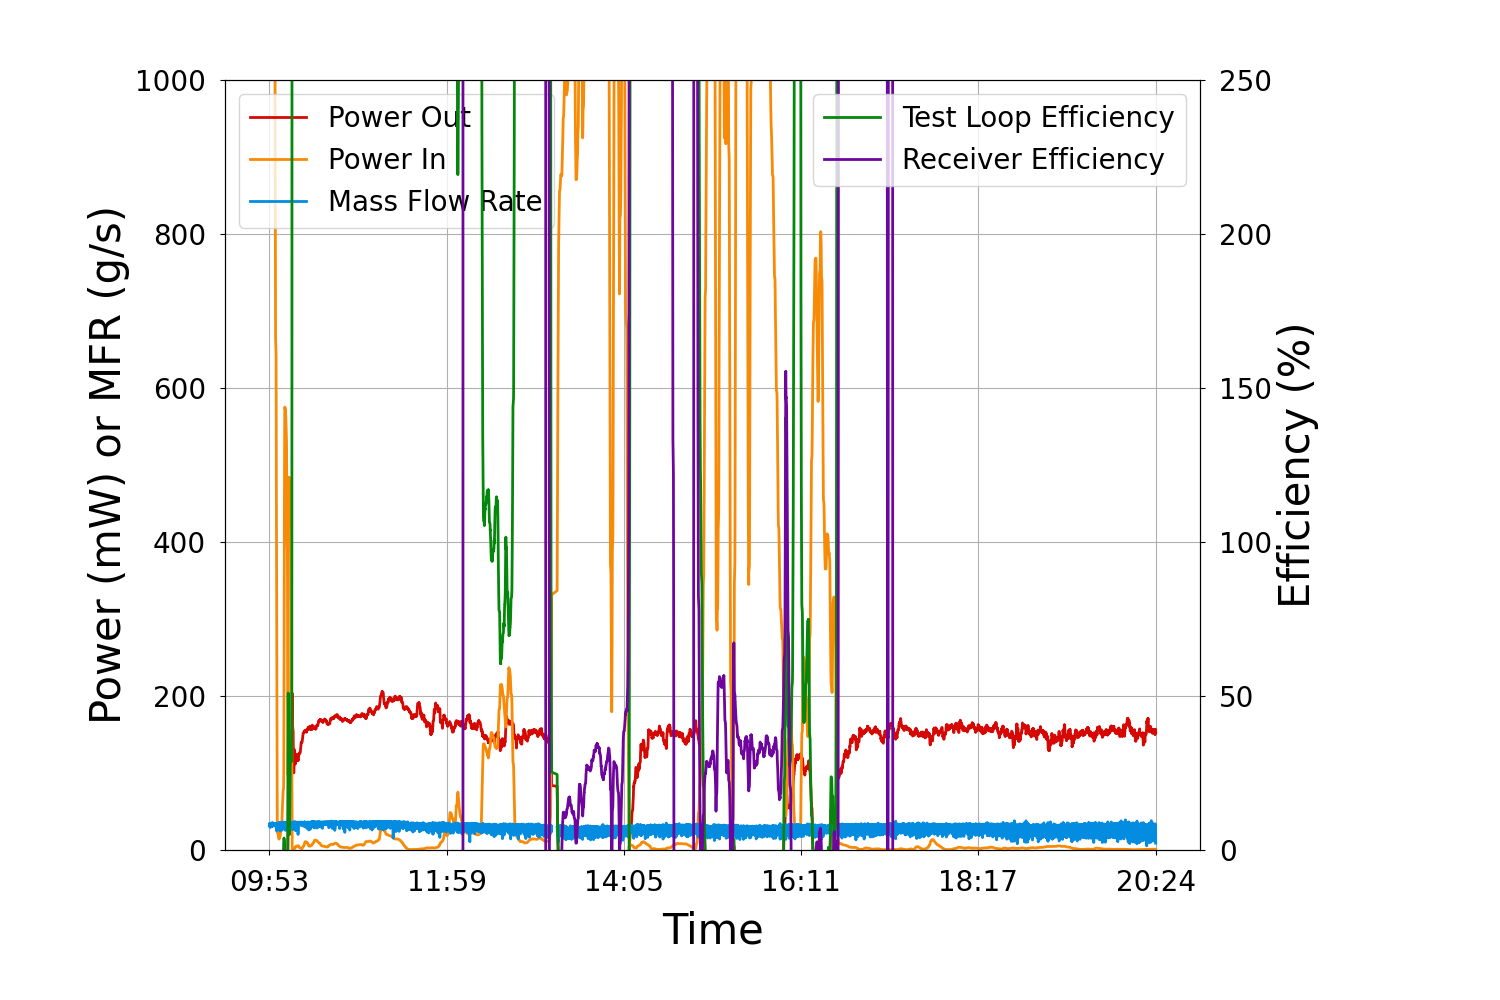 1000
800
600
400
200
0
Power (mW) or MFR (g/s)
Power Out
Power In
Mass Flow Rate
Test Loop Efficiency
Receiver Efficiency
250
200
150
100
50
0
Efficiency (%)
09:53 11:59 14:05 16:11 18:17 20:24
Time